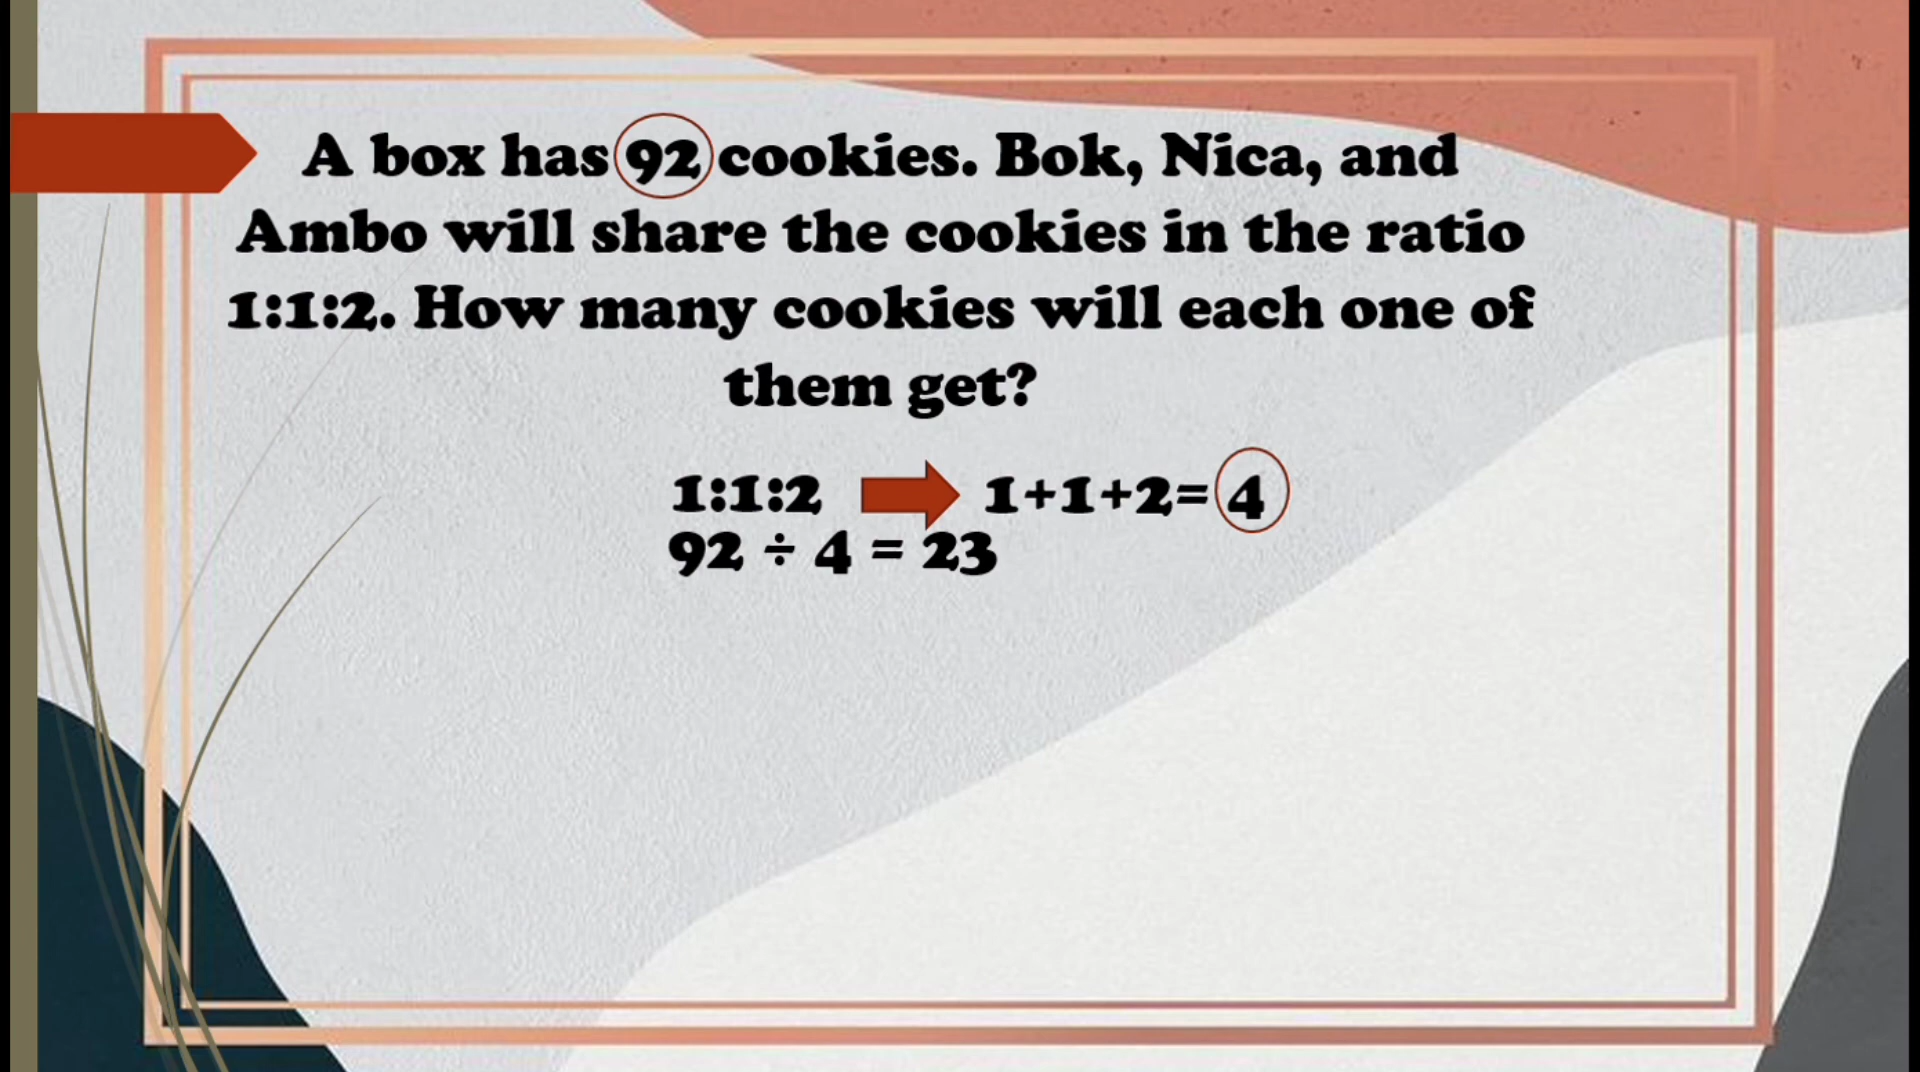 A box has 92 cookies. Bok, Nica, and
Ambo will share the cookies in the ratio
1:1:2. How many cookies will each one of
them get?
1:1:2 1+1+2= 4
92 ÷ 4 = 23